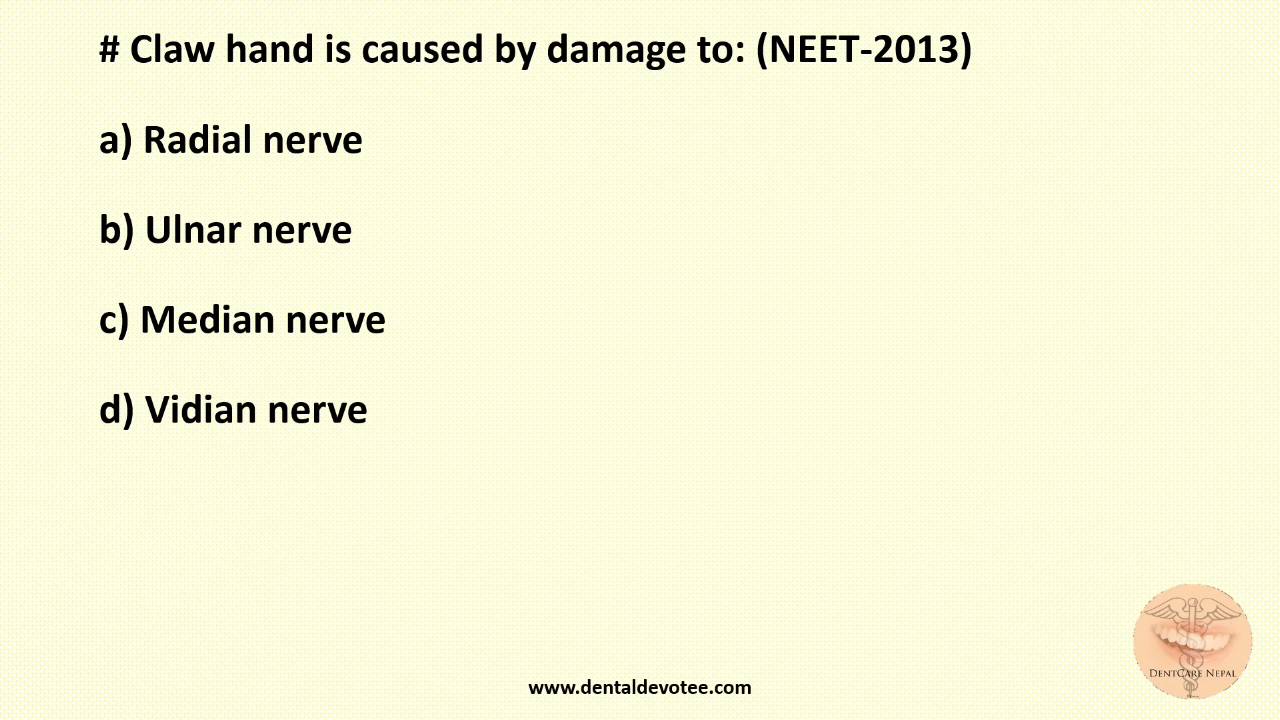 # Claw hand is caused by damage to: (NEET-2013)
a) Radial nerve
b) Ulnar nerve
c) Median nerve
d) Vidian nerve
DentCare Nepal
www.dentaldevotee.com